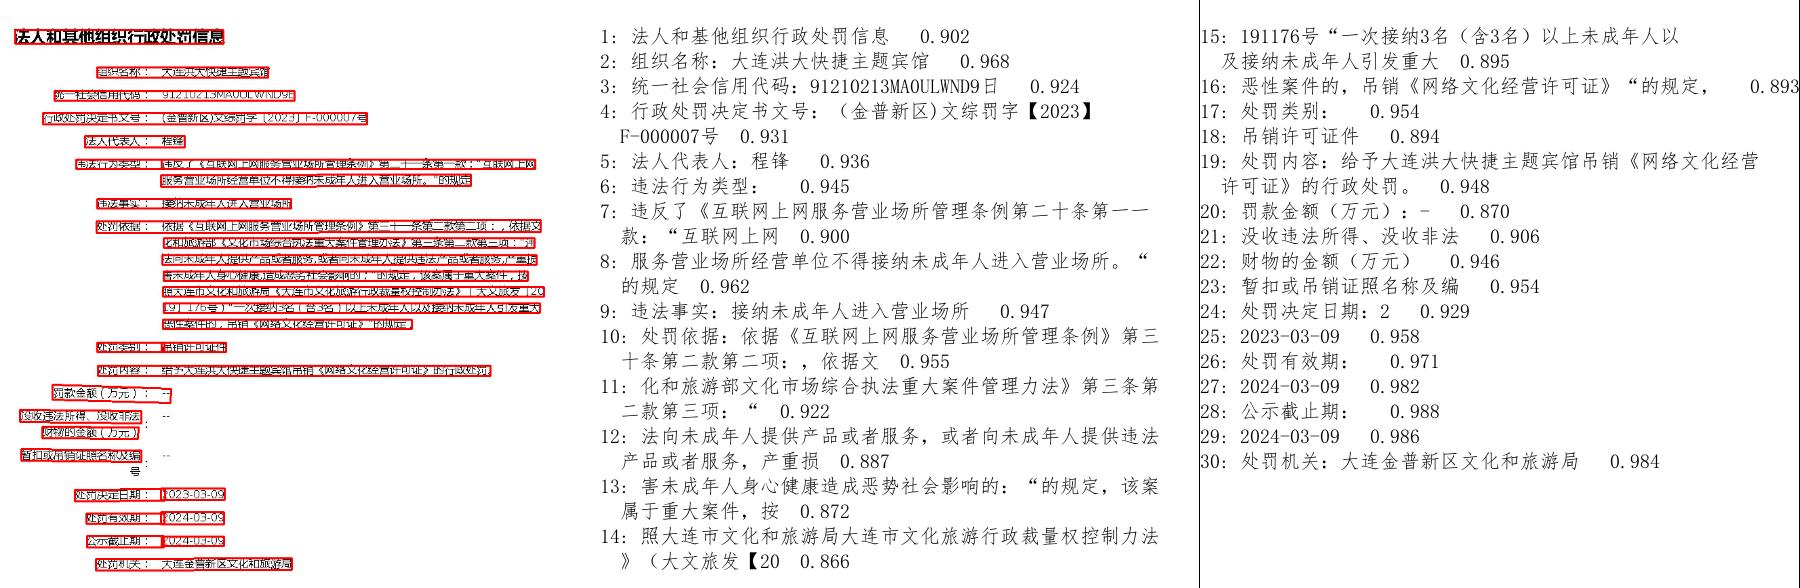 法人和其他组织行政处罚信息
组织名称： 大连洪大快捷主题宾馆
统一社会信用代码： 91210213MA0ULWND9E
行政处罚决定书文号： (金普新区)文综罚字〔2023〕F-000007号
法人代表人： 程锋
违法行为类型： 违反了《互联网上网服务营业场所管理条例》第二十一条第一款："互联网上网
服务营业场所经营单位不得接纳未成年人进入营业场所。"的规定
违法事实： 接纳未成年人进入营业场所
处罚依据： 依据《互联网上网服务营业场所管理条例》第三十一条第二款第二项：，依据文
化和旅游部《文化市场综合执法重大案件管理办法》第三条第二款第三项："违
法向未成年人提供产品或者服务,或者向未成年人提供违法产品或者服务,严重损
害未成年人身心健康,造成恶劣社会影响的；"的规定，该案属于重大案件，按
照大连市文化和旅游局《大连市文化旅游行政裁量权控制办法》（大文旅发〔20
19〕176号）"一次接纳3名（含3名）以上未成年人以及接纳未成年人引发重大
恶性案件的，吊销《网络文化经营许可证》"的规定，
处罚类别： 吊销许可证件
处罚内容： 给予大连洪大快捷主题宾馆吊销《网络文化经营许可证》的行政处罚。
罚款金额（万元）： --
没收违法所得、没收非法
财物的金额（万元）： --
暂扣或吊销证照名称及编
号： --
处罚决定日期： 2023-03-09
处罚有效期： 2024-03-09
公示截止期： 2024-03-09
处罚机关： 大连金普新区文化和旅游局
1: 法人和基他组织行政处罚信息 0.902
2: 组织名称：大连洪大快捷主题宾馆 0.968
3: 统一社会信用代码：91210213MA0ULWND9日 0.924
4: 行政处罚决定书文号：（金普新区)文综罚字【2023】
F-000007号 0.931
5: 法人代表人：程锋 0.936
6: 违法行为类型： 0.945
7: 违反了《互联网上网服务营业场所管理条例第二十条第一一
款：“互联网上网 0.900
8: 服务营业场所经营单位不得接纳未成年人进入营业场所。“
的规定 0.962
9: 违法事实：接纳未成年人进入营业场所 0.947
10: 处罚依据：依据《互联网上网服务营业场所管理条例》第三
十条第二款第二项：，依据文 0.955
11: 化和旅游部文化市场综合执法重大案件管理力法》第三条第
二款第三项：“ 0.922
12: 法向未成年人提供产品或者服务，或者向未成年人提供违法
产品或者服务，产重损 0.887
13: 害未成年人身心健康造成恶势社会影响的：“的规定，该案
属于重大案件，按 0.872
14: 照大连市文化和旅游局大连市文化旅游行政裁量权控制力法
》（大文旅发【20 0.866
15: 191176号“一次接纳3名（含3名）以上未成年人以
及接纳未成年人引发重大 0.895
16: 恶性案件的，吊销《网络文化经营许可证》“的规定， 0.893
17: 处罚类别： 0.954
18: 吊销许可证件 0.894
19: 处罚内容：给予大连洪大快捷主题宾馆吊销《网络文化经营
许可证》的行政处罚。 0.948
20: 罚款金额（万元）：- 0.870
21: 没收违法所得、没收非法 0.906
22: 财物的金额（万元） 0.946
23: 暂扣或吊销证照名称及编 0.954
24: 处罚决定日期：2 0.929
25: 2023-03-09 0.958
26: 处罚有效期： 0.971
27: 2024-03-09 0.982
28: 公示截止期： 0.988
29: 2024-03-09 0.986
30: 处罚机关：大连金普新区文化和旅游局 0.984